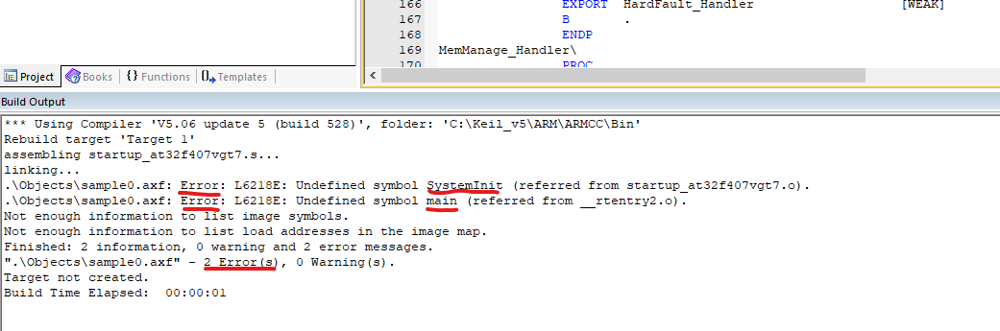 166 EXPORT HardFault_Handler [WEAK]
167 B .
168 ENDP
169 MemManage_Handler\
170 PROC
Project Books {} Functions Templates
Build Output
*** Using Compiler 'V5.06 update 5 (build 528)', folder: 'C:\Keil_v5\ARM\ARMCC\Bin'
Rebuild target 'Target 1'
assembling startup_at32f407vgt7.s...
linking...
.\Objects\sample0.axf: Error: L6218E: Undefined symbol SystemInit (referred from startup_at32f407vgt7.o).
.\Objects\sample0.axf: Error: L6218E: Undefined symbol main (referred from __rtentry2.o).
Not enough information to list image symbols.
Not enough information to list load addresses in the image map.
Finished: 2 information, 0 warning and 2 error messages.
".\Objects\sample0.axf" - 2 Error(s), 0 Warning(s).
Target not created.
Build Time Elapsed:  00:00:01